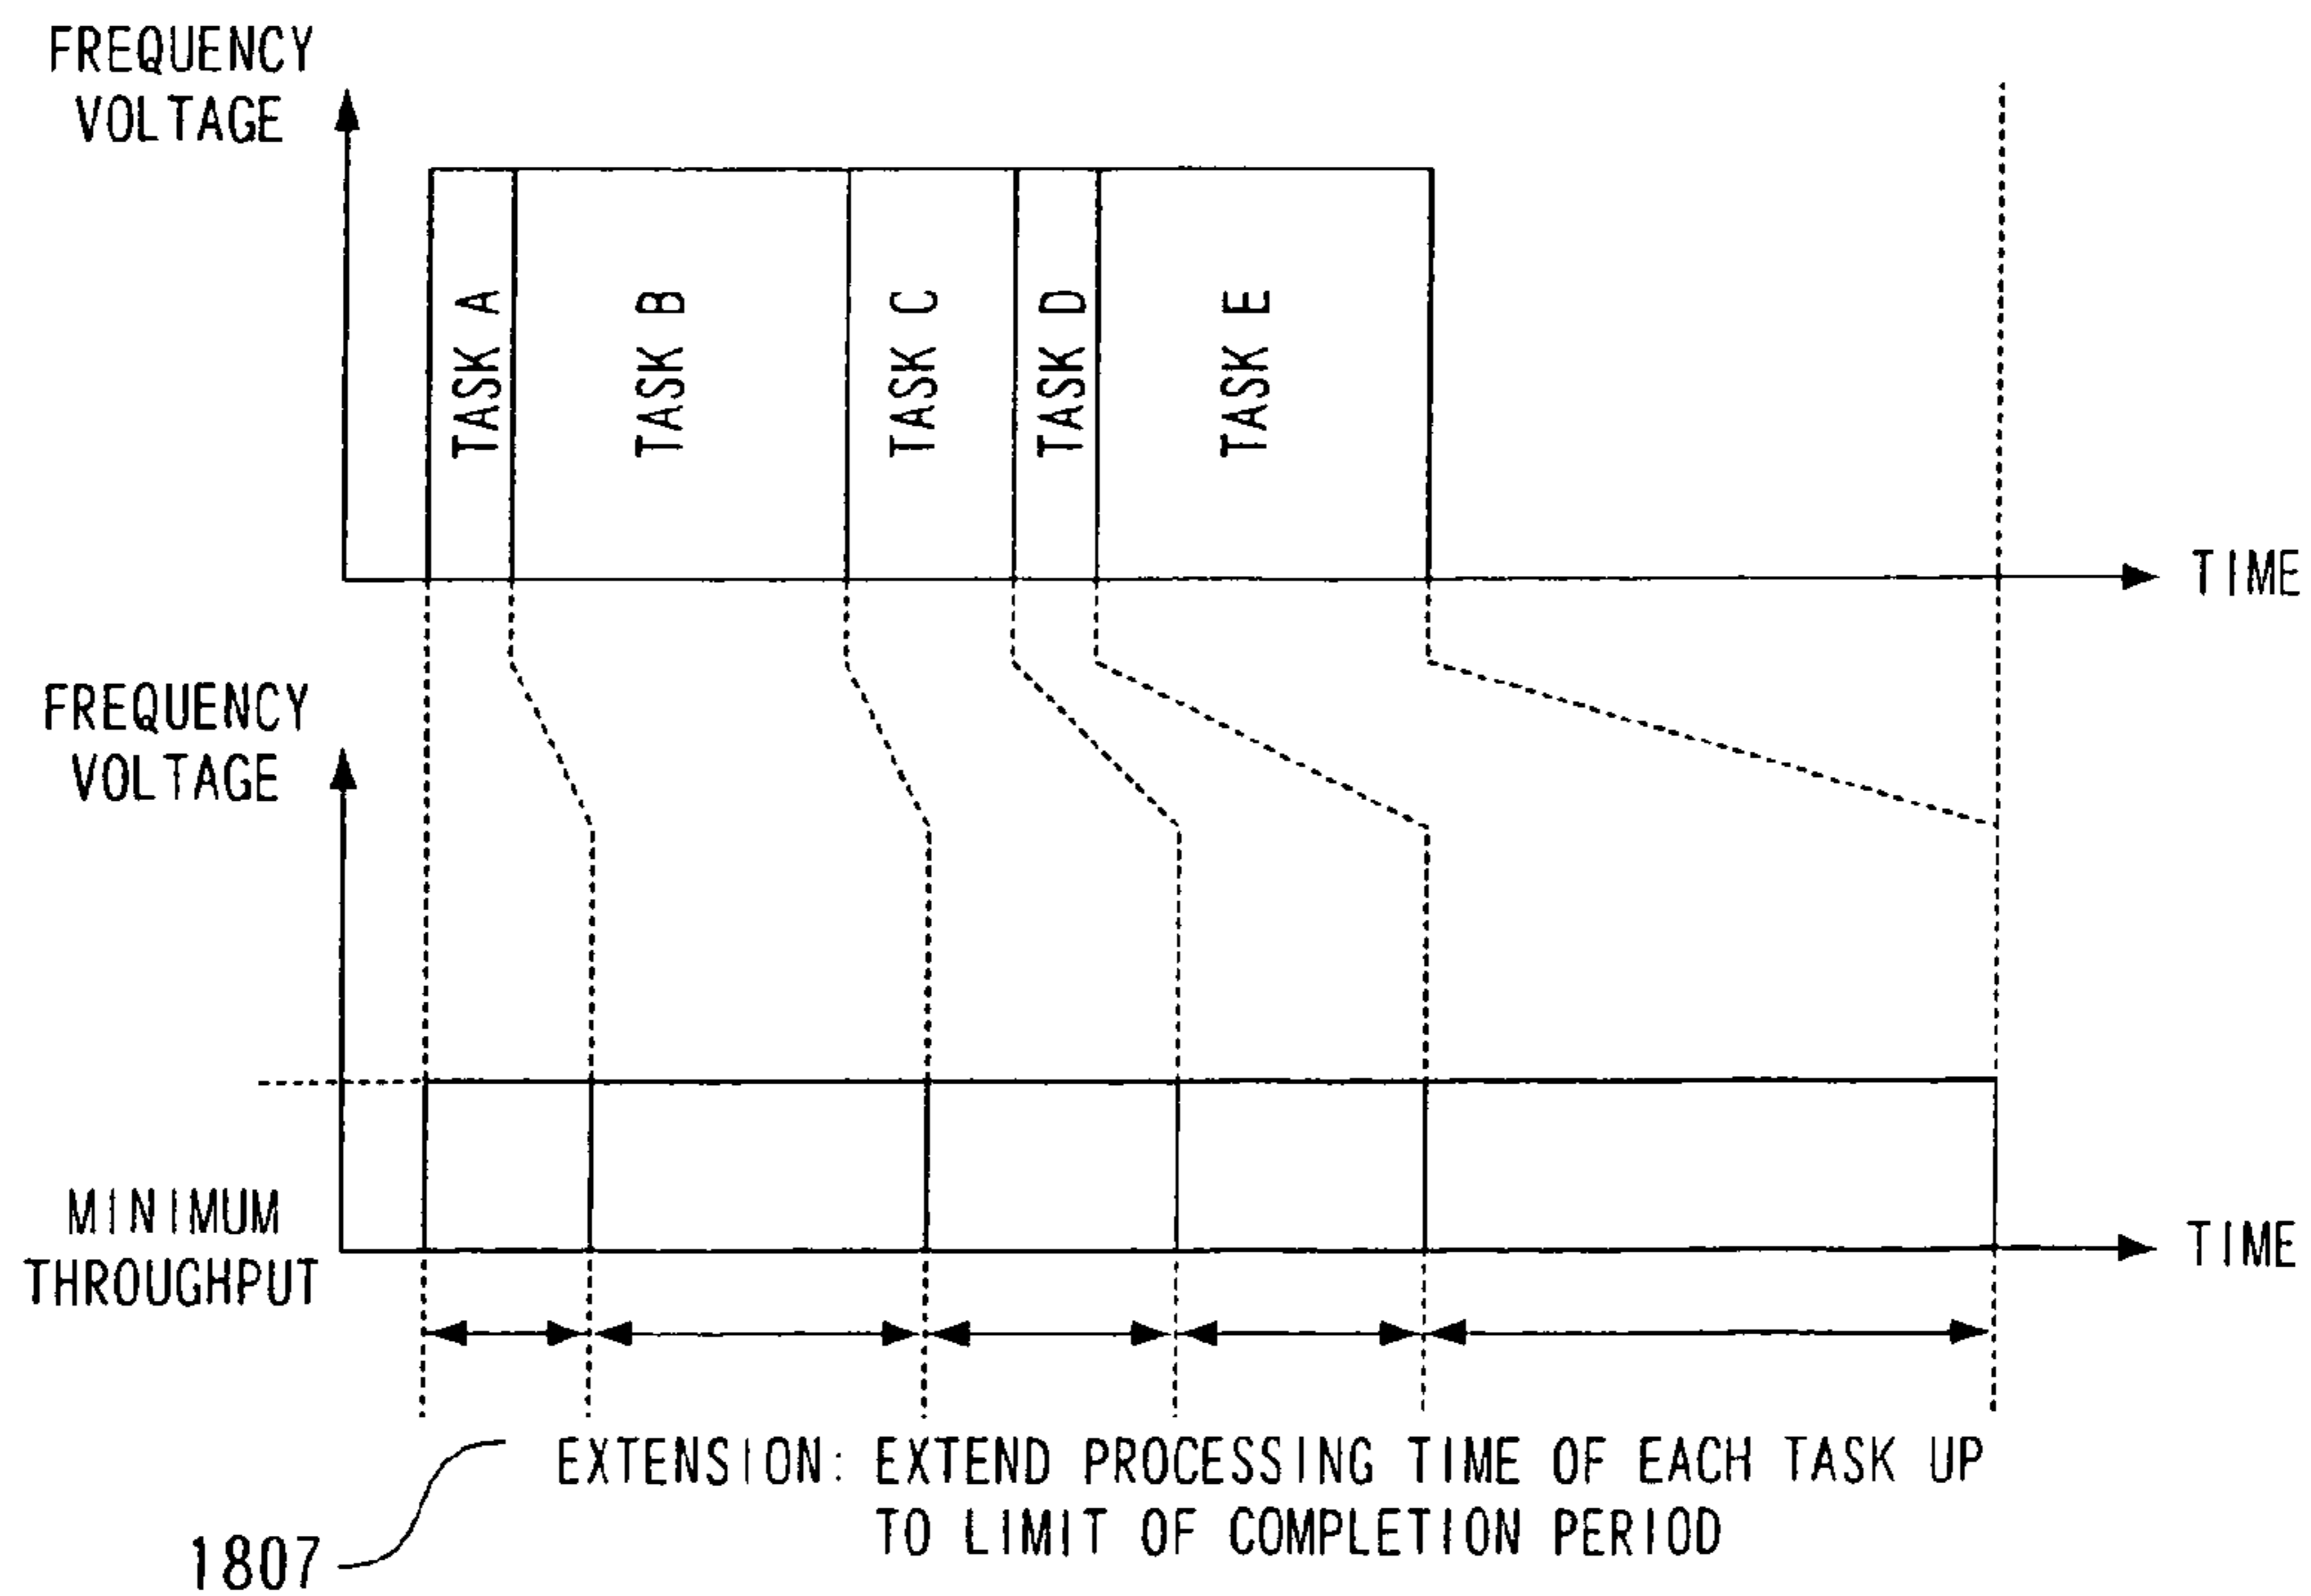 FREQUENCY
VOLTAGE
TASK A
TASK B
TASK C
TASK D
TASK E
TIME
FREQUENCY
VOLTAGE
MINIMUM
THROUGHPUT
TIME
EXTENSION: EXTEND PROCESSING TIME OF EACH TASK UP
TO LIMIT OF COMPLETION PERIOD
1807